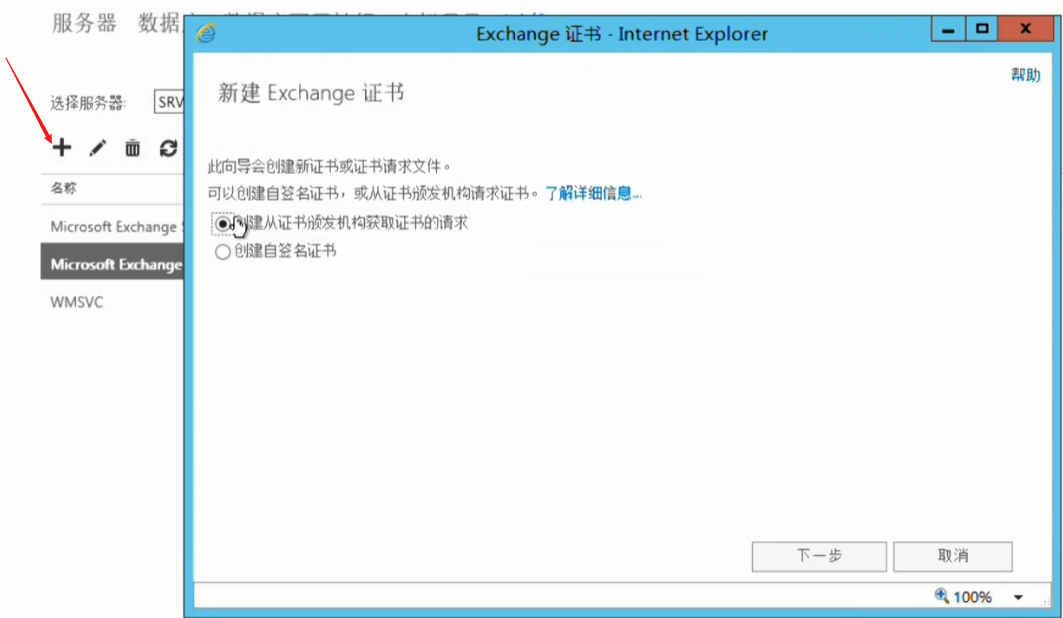 服务器 数据
Exchange 证书 - Internet Explorer
帮助
新建 Exchange 证书
选择服务器: SRV
此向导会创建新证书或证书请求文件。
名称
可以创建自签名证书，或从证书颁发机构请求证书。了解详细信息...
Microsoft Exchange
建从证书颁发机构获取证书的请求
创建自签名证书
Microsoft Exchange
WMSVC
下一步
取消
100%